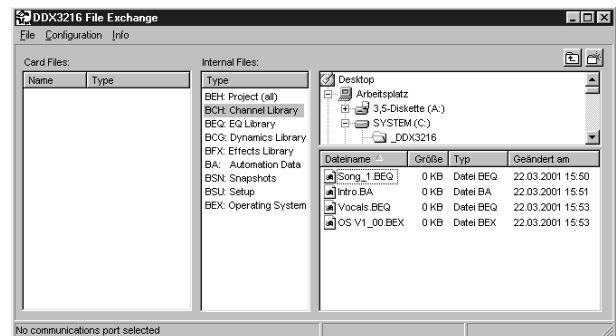 DDX3216 File Exchange
File Configuration Info
Card Files:
Name Type
Internal Files:
Type
BEH: Project (all)
BCH: Channel Library
BEQ: EQ Library
BCG: Dynamics Library
BFX: Effects Library
BA: Automation Data
BSN: Snapshots
BSU: Setup
BEX: Operating System
Desktop
Arbeitsplatz
3,5-Diskette (A:)
SYSTEM (C:)
_DDX3216
Dateiname Größe Typ Geändert am
Song_1.BEQ 0 KB Datei BEQ 22.03.2001 15:50
Intro.BA 0 KB Datei BA 22.03.2001 15:51
Vocals.BEQ 0 KB Datei BEQ 22.03.2001 15:53
OS V1_00.BEX 0 KB Datei BEX 22.03.2001 15:53
No communications port selected